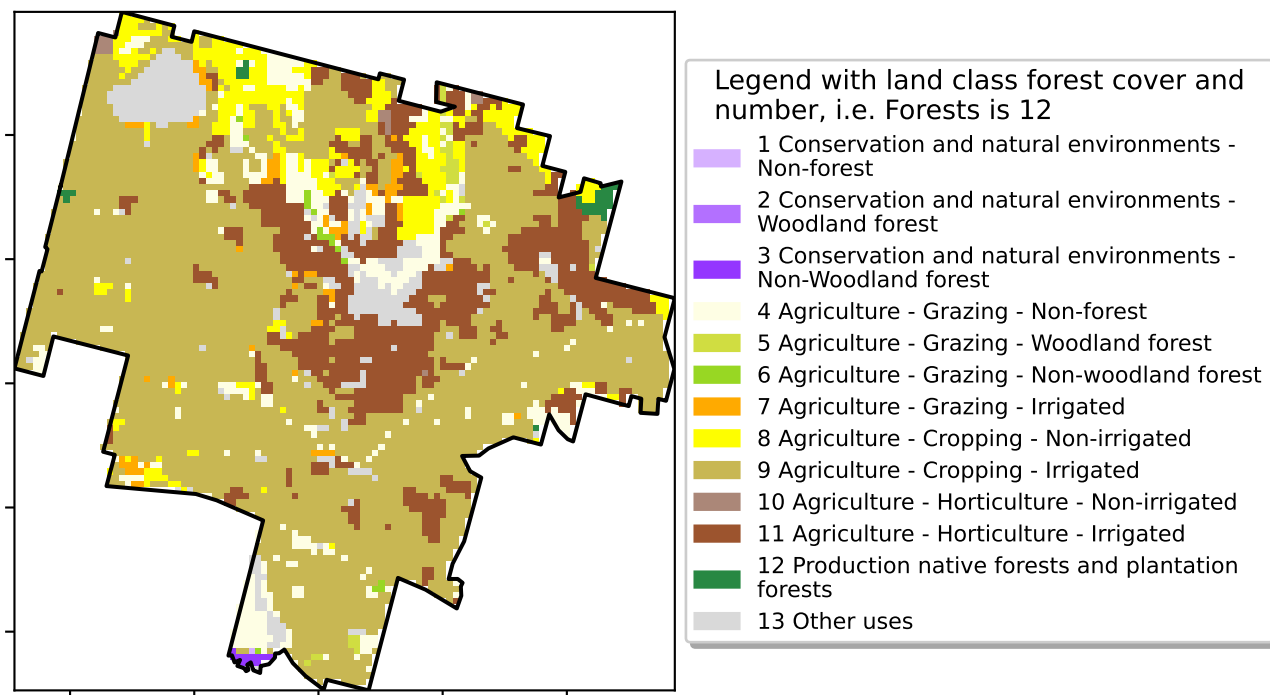 Legend with land class forest cover and
number, i.e. Forests is 12
1 Conservation and natural environments -
Non-forest
2 Conservation and natural environments -
Woodland forest
3 Conservation and natural environments -
Non-Woodland forest
4 Agriculture - Grazing - Non-forest
5 Agriculture - Grazing - Woodland forest
6 Agriculture - Grazing - Non-woodland forest
7 Agriculture - Grazing - Irrigated
8 Agriculture - Cropping - Non-irrigated
9 Agriculture - Cropping - Irrigated
10 Agriculture - Horticulture - Non-irrigated
11 Agriculture - Horticulture - Irrigated
12 Production native forests and plantation
forests
13 Other uses